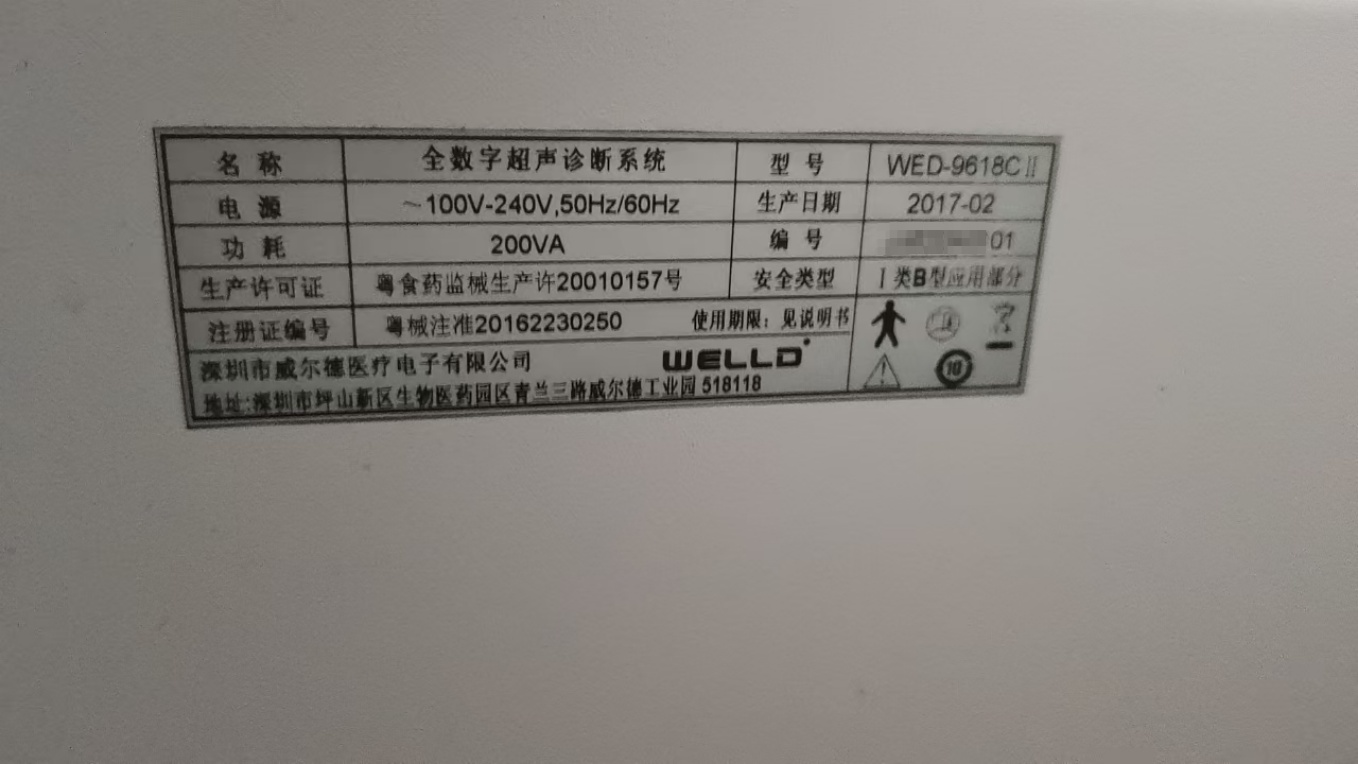 名称 全数字超声诊断系统 型号 WED-9618CⅡ
电源 ~100V-240V,50Hz/60Hz 生产日期 2017-02
功耗 200VA 编号 01
生产许可证 粤食药监械生产许20010157号 安全类型 Ⅰ类B型应用部分
注册证编号 粤械注准20162230250 使用期限：见说明书
深圳市威尔德医疗电子有限公司 WELLD
地址:深圳市坪山新区生物医药园区青兰三路威尔德工业园 518118
10